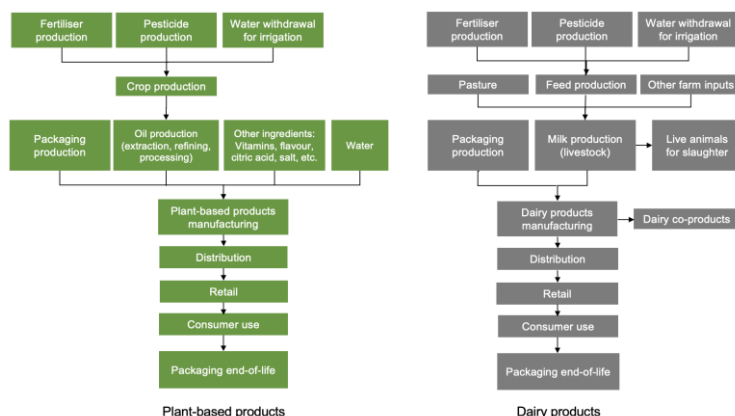 Fertiliser
production
Pesticide
production
Water withdrawal
for irrigation
Crop production
Packaging
production
Oil production
(extraction, refining,
processing)
Other ingredients:
Vitamins, flavour,
citric acid, salt, etc.
Water
Plant-based products
manufacturing
Distribution
Retail
Consumer use
Packaging end-of-life
Plant-based products
Fertiliser
production
Pesticide
production
Water withdrawal
for irrigation
Pasture
Feed production
Other farm inputs
Packaging
production
Milk production
(livestock)
Live animals
for slaughter
Dairy products
manufacturing
Dairy co-products
Distribution
Retail
Consumer use
Packaging end-of-life
Dairy products